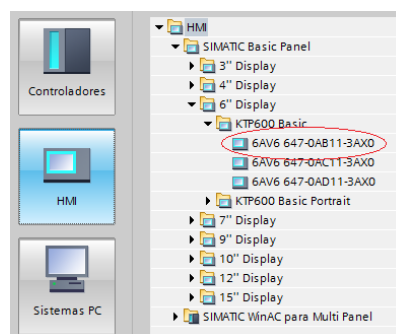 Controladores
HMI
Sistemas PC
HMI
SIMATIC Basic Panel
3" Display
4" Display
6" Display
KTP600 Basic
6AV6 647-0AB11-3AX0
6AV6 647-0AC11-3AX0
6AV6 647-0AD11-3AX0
KTP600 Basic Portrait
7" Display
9" Display
10" Display
12" Display
15" Display
SIMATIC WinAC para Multi Panel